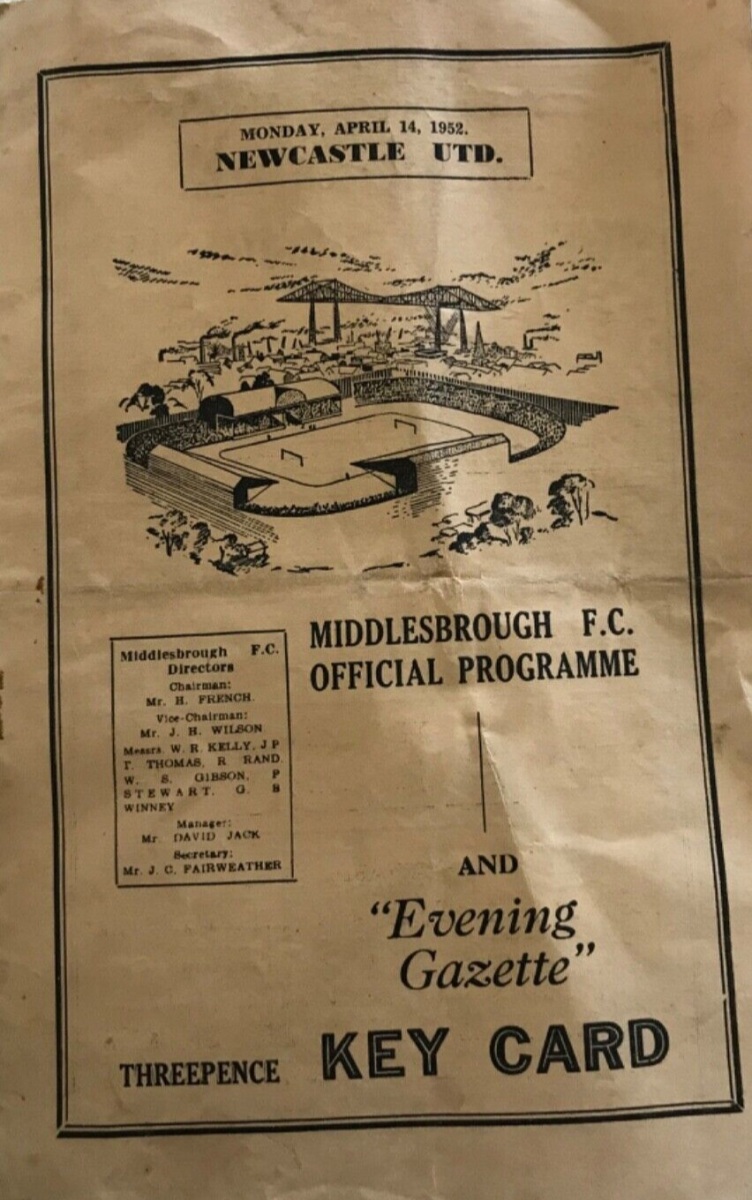 MONDAY, APRIL 14, 1952.
NEWCASTLE UTD.
Middlesbrough F.C.
Directors
Chairman:
Mr. H. FRENCH.
Vice-Chairman:
Mr. J. H. WILSON
Messrs. W. R. KELLY, J P
T. THOMAS, R RAND.
W. S. GIBSON, P
STEWART. G. S
WINNEY
Manager:
Mr. DAVID JACK
Secretary:
Mr. J. C. FAIRWEATHER
MIDDLESBROUGH F.C.
OFFICIAL PROGRAMME
AND
"Evening
Gazette"
KEY CARD
THREEPENCE